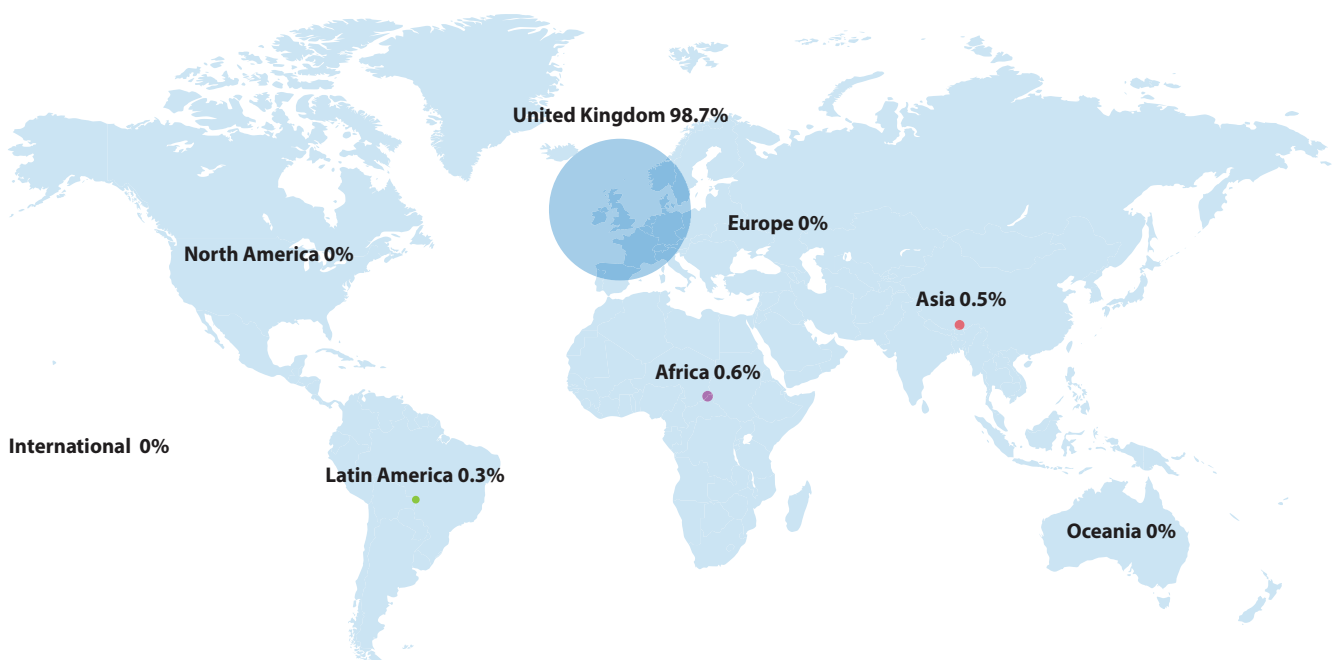 United Kingdom 98.7%
Europe 0%
North America 0%
Asia 0.5%
Africa 0.6%
International 0%
Latin America 0.3%
Oceania 0%